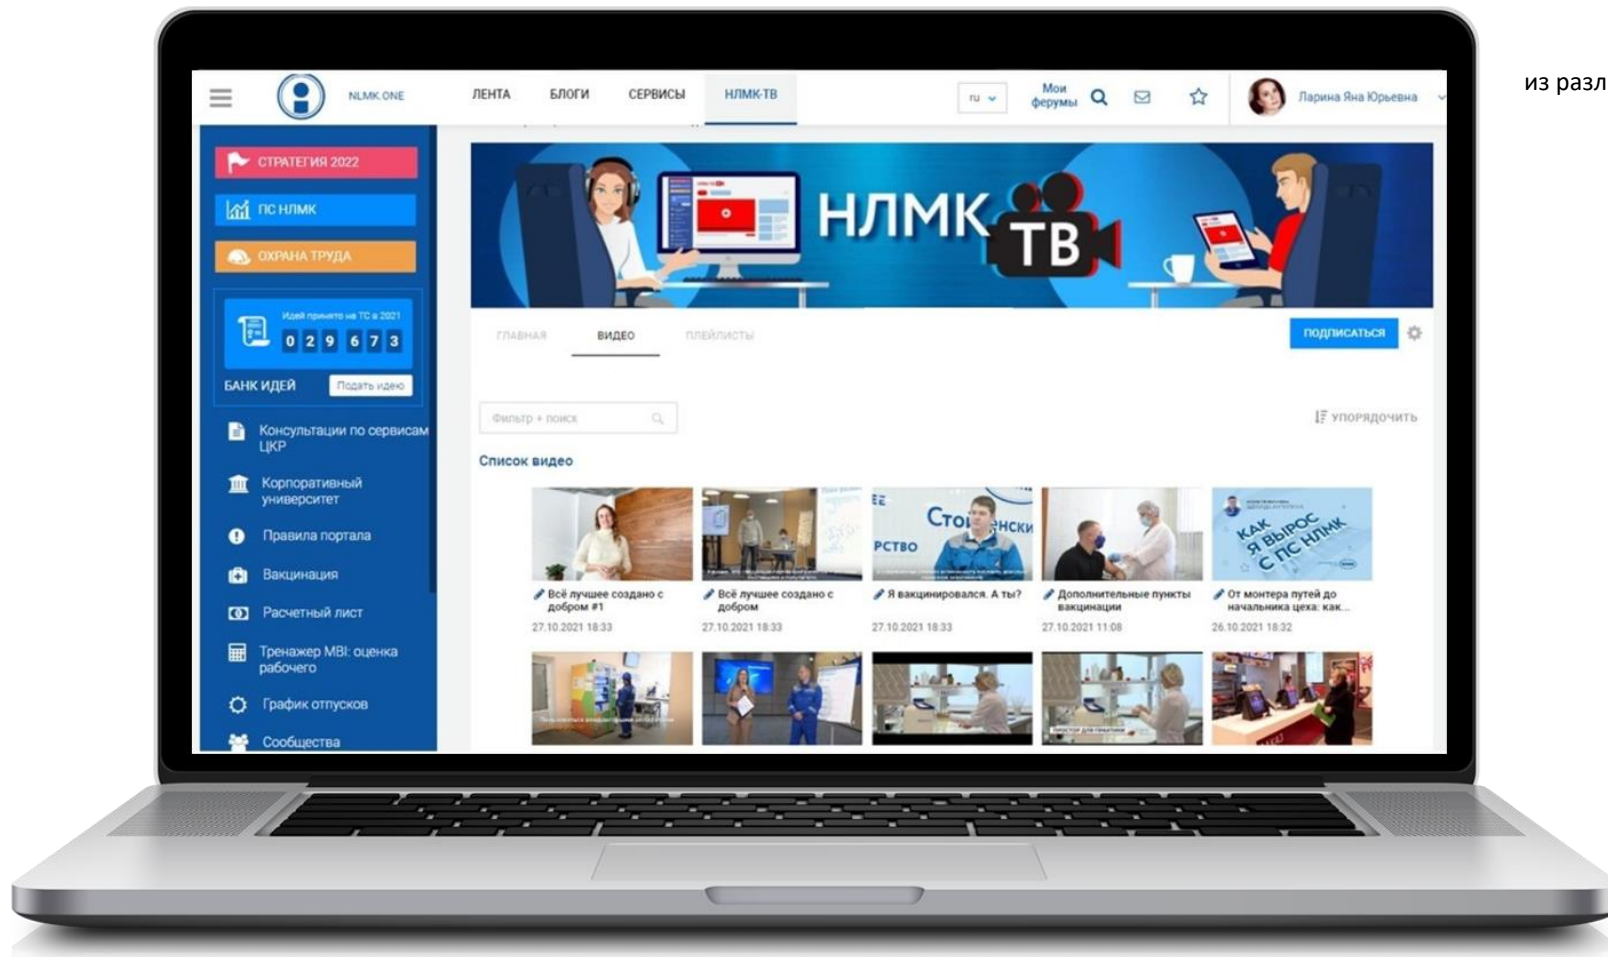 из разл
NLMK.ONE
ЛЕНТА БЛОГИ СЕРВИСЫ НЛМК-ТВ
ru
Мои
ферумы
Ларина Яна Юрьевна
СТРАТЕГИЯ 2022
ПС НЛМК
ОХРАНА ТРУДА
Идей принято на ТС в 2021
0 2 9 6 7 3
БАНК ИДЕЙ
Подать идею
Консультации по сервисам
ЦКР
Корпоративный
университет
Правила портала
Вакцинация
Расчетный лист
Тренажер MBI: оценка
рабочего
График отпусков
Сообщества
НЛМК
ТВ
ГЛАВНАЯ ВИДЕО ПЛЕЙЛИСТЫ
ПОДПИСАТЬСЯ
Фильтр + поиск
УПОРЯДОЧИТЬ
Список видео
РСТВО
КАК
Я ВЫРОС
С ПС НЛМК
Всё лучшее создано с
добром #1
27.10.2021 18:33
Всё лучшее создано с
добром
27.10.2021 18:33
Я вакцинировался. А ты?
27.10.2021 18:33
Дополнительные пункты
вакцинации
27.10.2021 11:08
От монтера путей до
начальника цеха: как...
26.10.2021 18:32